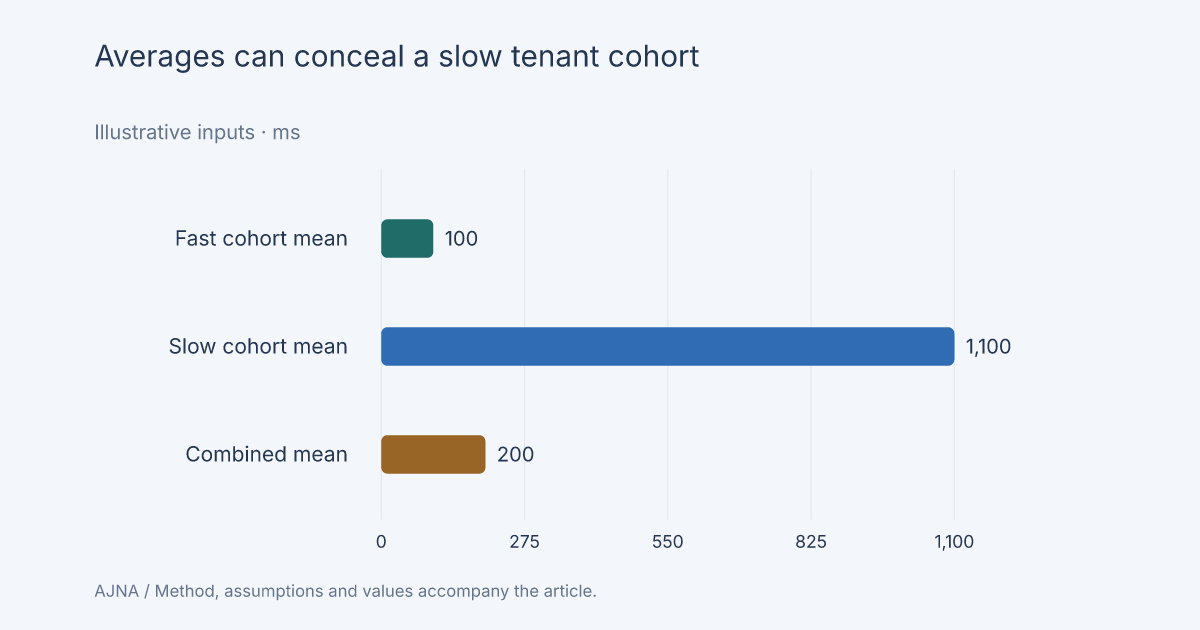 Averages can conceal a slow tenant cohort
Illustrative inputs · ms
Fast cohort mean 100
Slow cohort mean 1,100
Combined mean 200
0 275 550 825 1,100
AJNA / Method, assumptions and values accompany the article.